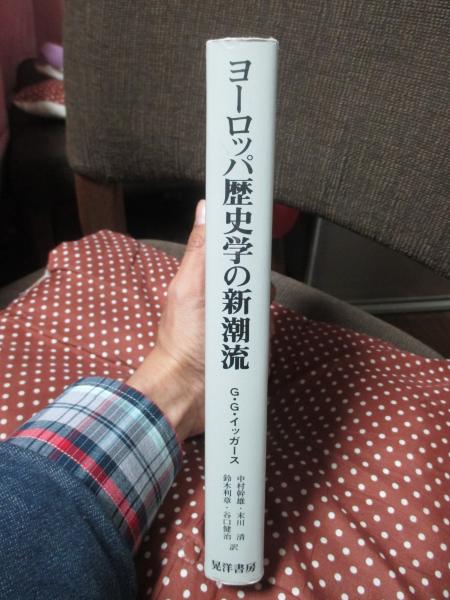 ヨーロッパ歴史学の新潮流
G・G・イッガース
中村幹雄・末川 清
鈴木利章・谷口健治 訳
晃洋書房